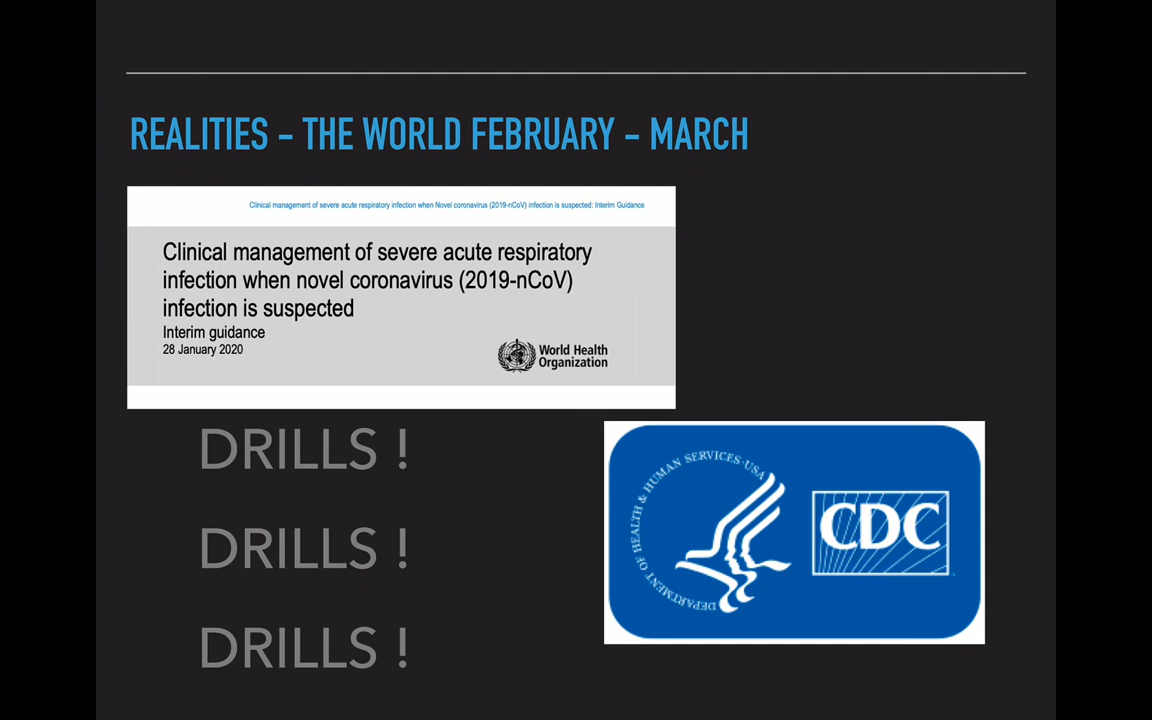 REALITIES - THE WORLD FEBRUARY - MARCH
Clinical management of severe acute respiratory infection when Novel coronavirus (2019-nCoV) infection is suspected: Interim Guidance
Clinical management of severe acute respiratory
infection when novel coronavirus (2019-nCoV)
infection is suspected
Interim guidance
28 January 2020
World Health
Organization
DRILLS !
DRILLS !
DRILLS !
DEPARTMENT OF HEALTH & HUMAN SERVICES · USA
CDC